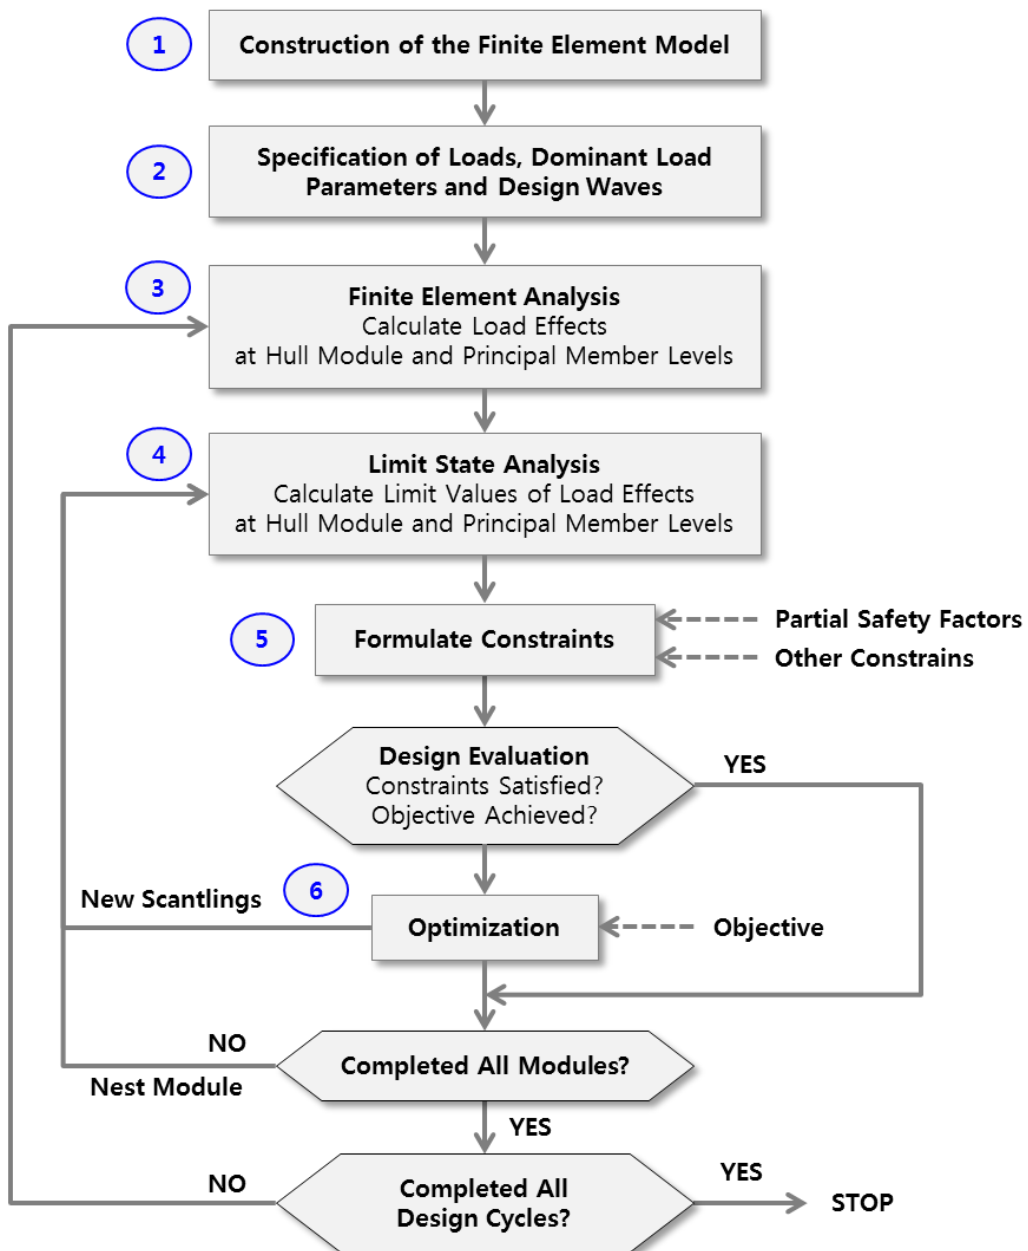 1
Construction of the Finite Element Model
2
Specification of Loads, Dominant Load
Parameters and Design Waves
3
Finite Element Analysis
Calculate Load Effects
at Hull Module and Principal Member Levels
4
Limit State Analysis
Calculate Limit Values of Load Effects
at Hull Module and Principal Member Levels
5
Formulate Constraints
Partial Safety Factors
Other Constrains
Design Evaluation
Constraints Satisfied?
Objective Achieved?
YES
New Scantlings
6
Optimization
Objective
NO
Nest Module
Completed All Modules?
YES
NO
Completed All
Design Cycles?
YES
STOP